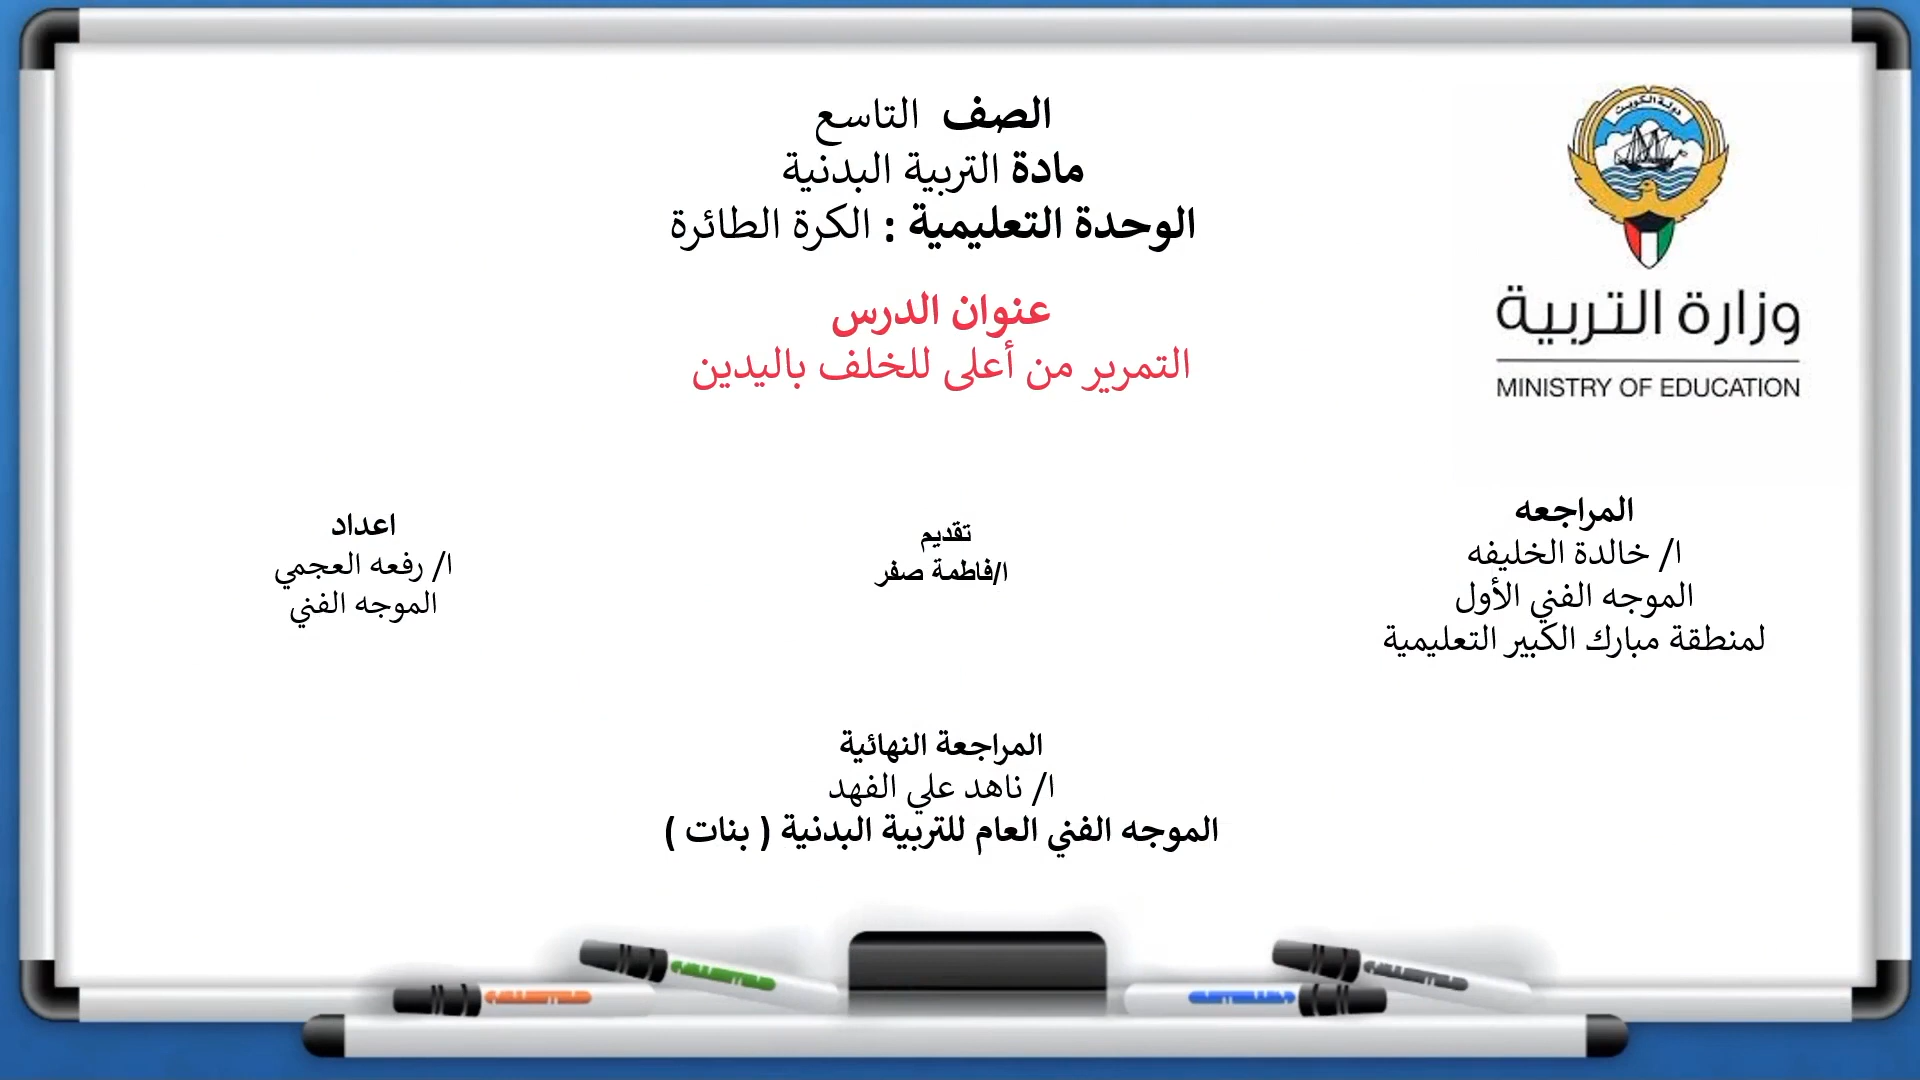 دولة الكويت
وزارة التربية
MINISTRY OF EDUCATION
الصف التاسع
مادة التربية البدنية
الوحدة التعليمية : الكرة الطائرة
عنوان الدرس
التمرير من أعلى للخلف باليدين
المراجعه
ا/ خالدة الخليفه
الموجه الفني الأول
لمنطقة مبارك الكبير التعليمية
تقديم
ا/فاطمة صفر
اعداد
ا/ رفعه العجمي
الموجه الفني
المراجعة النهائية
ا/ ناهد علي الفهد
الموجه الفني العام للتربية البدنية ( بنات )